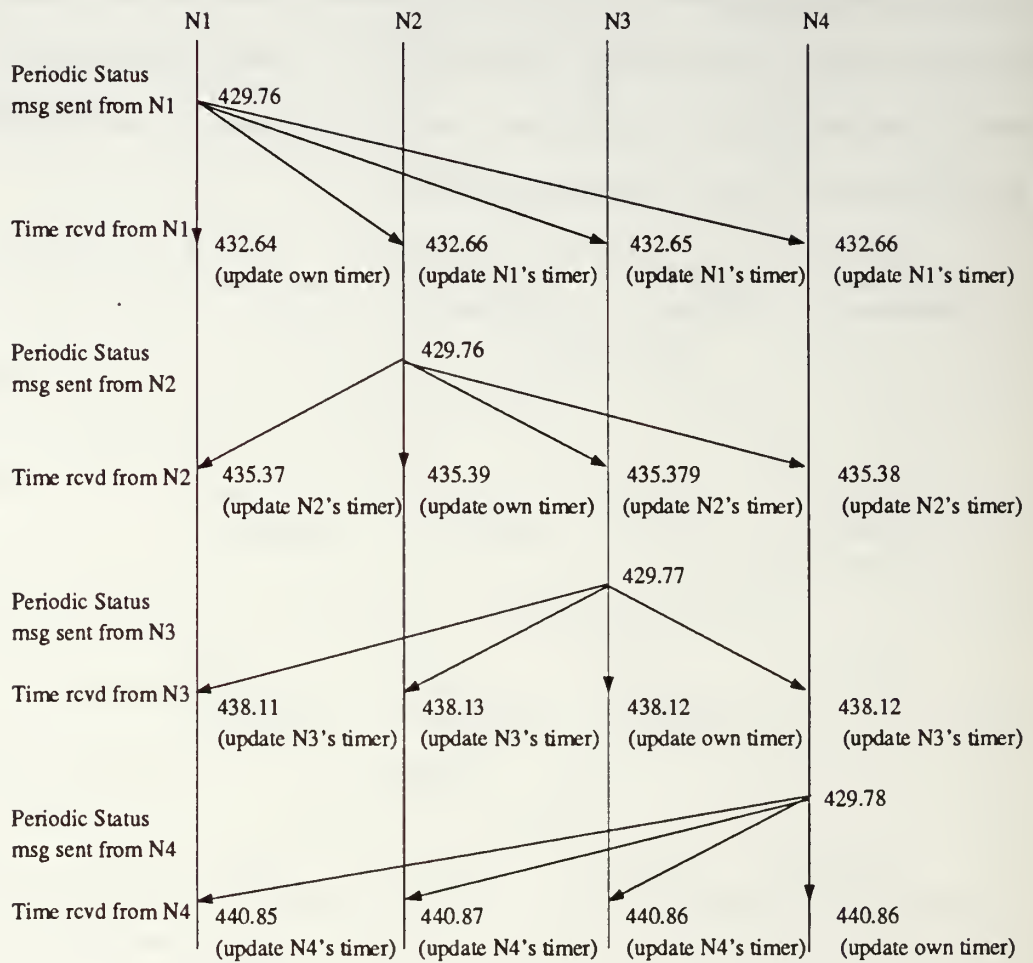 N1 N2 N3 N4
Periodic Status
msg sent from N1
429.76
Time rcvd from N1
432.64 432.66 432.65 432.66
(update own timer) (update N1's timer) (update N1's timer) (update N1's timer)
Periodic Status
msg sent from N2
429.76
Time rcvd from N2
435.37 435.39 435.379 435.38
(update N2's timer) (update own timer) (update N2's timer) (update N2's timer)
429.77
Periodic Status
msg sent from N3
Time rcvd from N3
438.11 438.13 438.12 438.12
(update N3's timer) (update N3's timer) (update own timer) (update N3's timer)
429.78
Periodic Status
msg sent from N4
Time rcvd from N4
440.85 440.87 440.86 440.86
(update N4's timer) (update N4's timer) (update N4's timer) (update own timer)